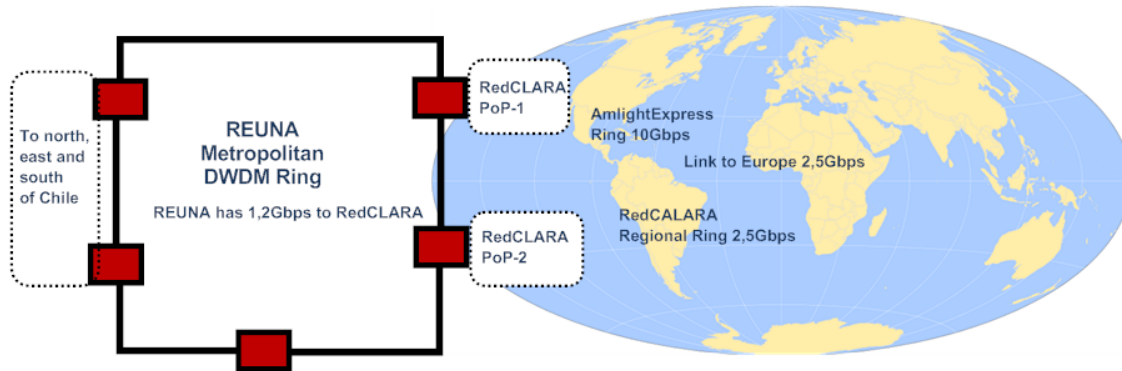 To north,
east and
south
of Chile
REUNA
Metropolitan
DWDM Ring
REUNA has 1,2Gbps to RedCLARA
RedCLARA
PoP-1
RedCLARA
PoP-2
AmlightExpress
Ring 10Gbps
Link to Europe 2,5Gbps
RedCALARA
Regional Ring 2,5Gbps